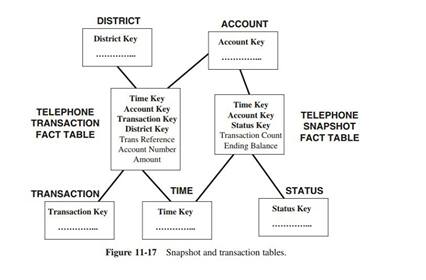 DISTRICT
District Key
…………...
ACCOUNT
Account Key
…………...
TELEPHONE
TRANSACTION
FACT TABLE
Time Key
Account Key
Transaction Key
District Key
Trans Reference
Account Number
Amount
Time Key
Account Key
Status Key
Transaction Count
Ending Balance
TELEPHONE
SNAPSHOT
FACT TABLE
TRANSACTION
Transaction Key
…………...
TIME
Time Key
…………...
STATUS
Status Key
…………...
Figure 11-17 Snapshot and transaction tables.